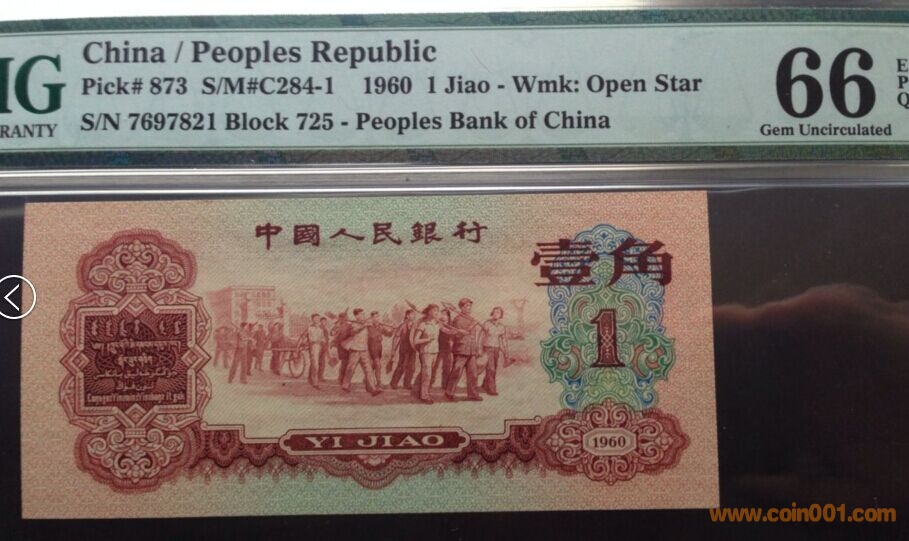 China / Peoples Republic
Pick# 873 S/M#C284-1 1960 1 Jiao - Wmk: Open Star
S/N 7697821 Block 725 - Peoples Bank of China
66
Gem Uncirculated
中國人民銀行
壹角
1
YI JIAO
1960
www.coin001.com